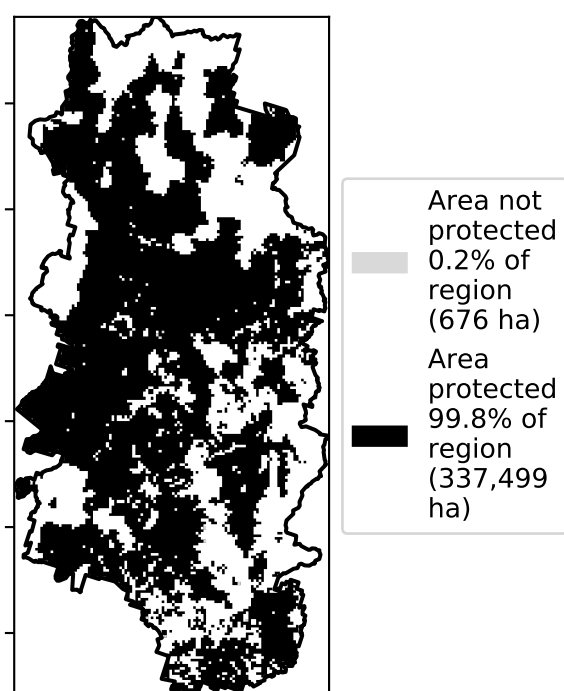 Area not
protected
0.2% of
region
(676 ha)
Area
protected
99.8% of
region
(337,499
ha)